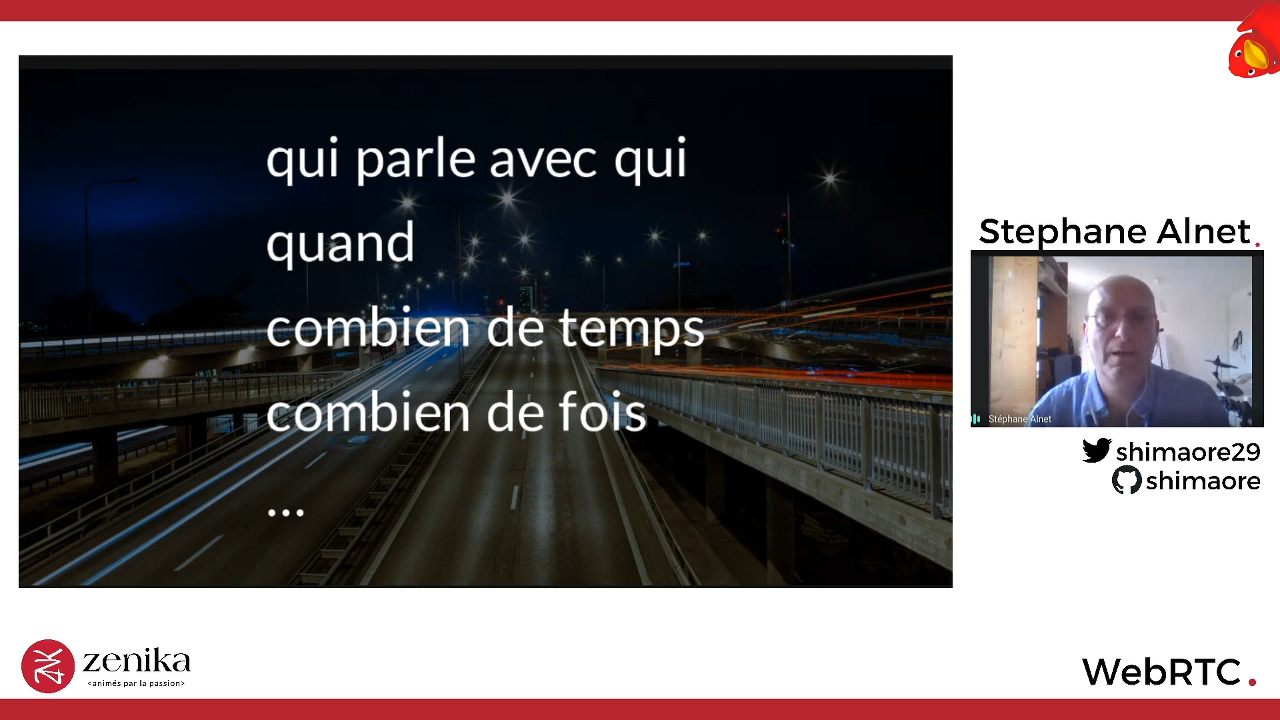 qui parle avec qui
quand
combien de temps
combien de fois
...
Stephane Alnet.
Stéphane Alnet
shimaore29
shimaore
zenika
<animés par la passion>
WebRTC.